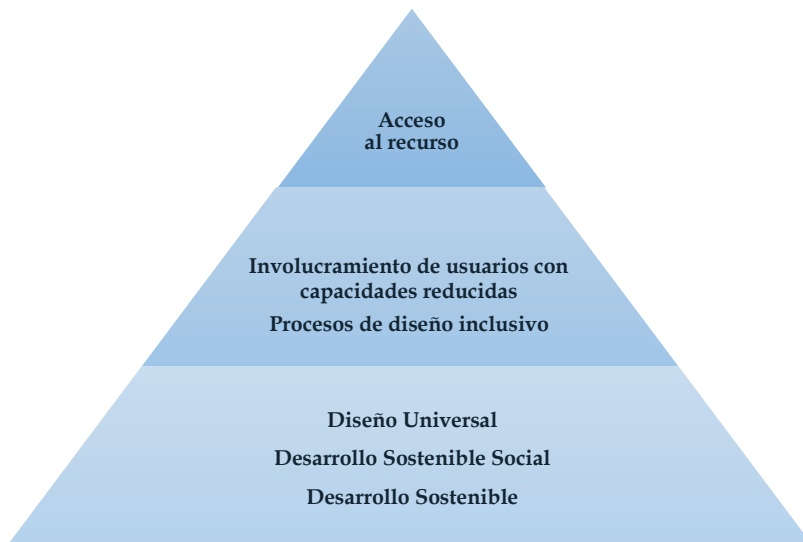 Acceso
al recurso
Involucramiento de usuarios con
capacidades reducidas
Procesos de diseño inclusivo
Diseño Universal
Desarrollo Sostenible Social
Desarrollo Sostenible